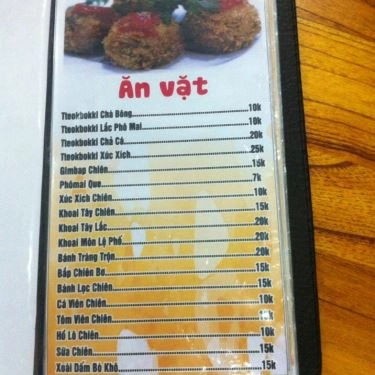 Ăn vặt
Tteokbokki Chà Bông 10k
Tteokbokki Lắc Phô Mai 10k
Tteokbokki Chả Cá 20k
Tteokbokki Xúc Xích 25k
Gimbap Chiên 15k
Phômai Que 7k
Xúc Xích Chiên 10k
Khoai Tây Chiên 15k
Khoai Tây Lắc 20k
Khoai Môn Lệ Phố 20k
Bánh Tráng Trộn 20k
Bắp Chiên Bơ 15k
Bánh Lọc Chiên 15k
Cá Viên Chiên 10k
Tôm Viên Chiên
Hồ Lô Chiên 10k
Sữa Chiên 15k
Xoài Dầm Bò Khô 15k